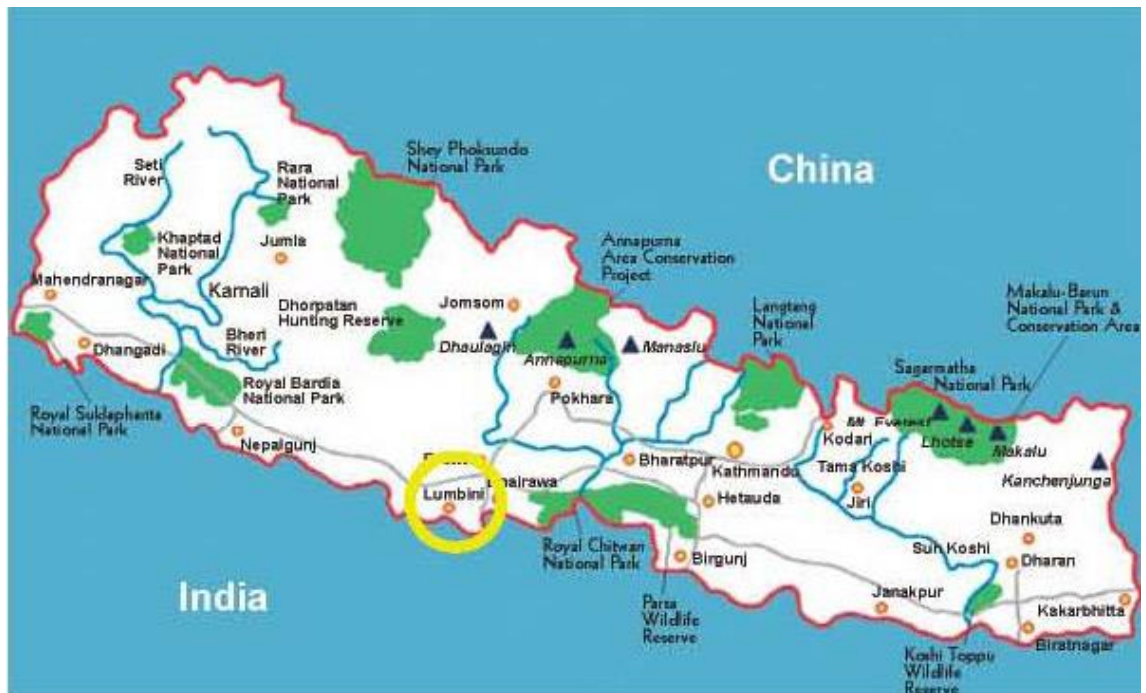 Shey Phoksundo
National Park
China
Seti
River
Rara
National
Park
Khaptad
National
Park
Jumla
Annapurna
Area Conservation
Project
Mahendranagar
Karnali
Dhorpatan
Hunting Reserve
Jomsom
Langtang
National
Park
Makalu-Barun
National Park &
Conservation Area
Dhangadi
Bheri
River
Dhaulagiri
Annapurna
Manaslu
Sagarmatha
National Park
Royal Bardia
National Park
Pokhara
Royal Suklaphanta
National Park
Nepalgunj
Kodari
Mt. Everest
Lhotse
Makalu
Kanchenjunga
Bharatpur
Kathmandu
Tama Koshi
Jiri
Lumbini
Hetauda
Dhankuta
Royal Chitwan
National Park
Birgunj
Sun Koshi
Dharan
India
Parsa
Wildlife
Reserve
Janakpur
Kakarbhitta
Biratnagar
Koshi Toppu
Wildlife
Reserve